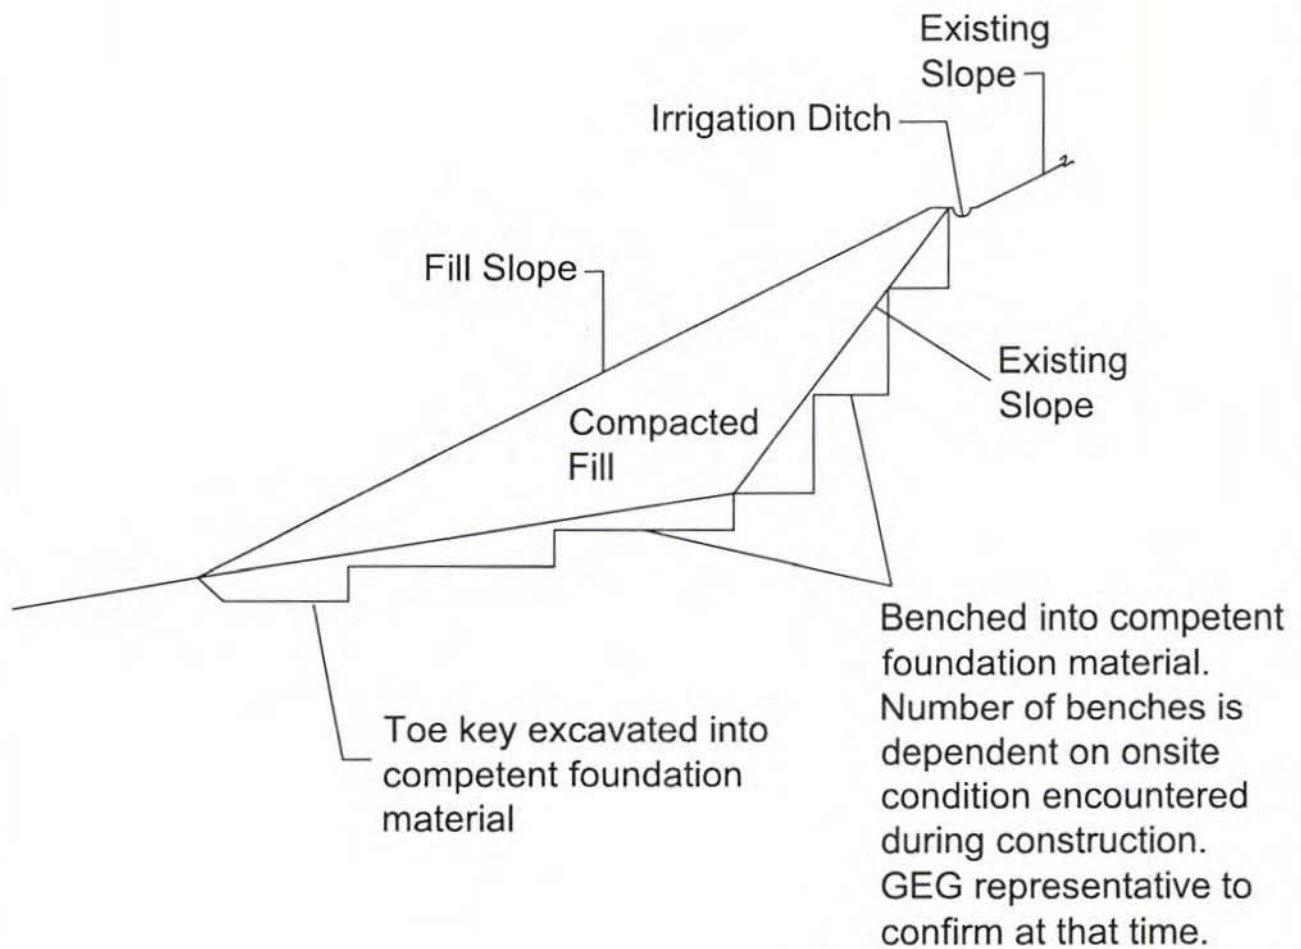 Existing
Slope
Irrigation Ditch
Fill Slope
Existing
Slope
Compacted
Fill
Benched into competent
foundation material.
Number of benches is
dependent on onsite
condition encountered
during construction.
GEG representative to
confirm at that time.
Toe key excavated into
competent foundation
material